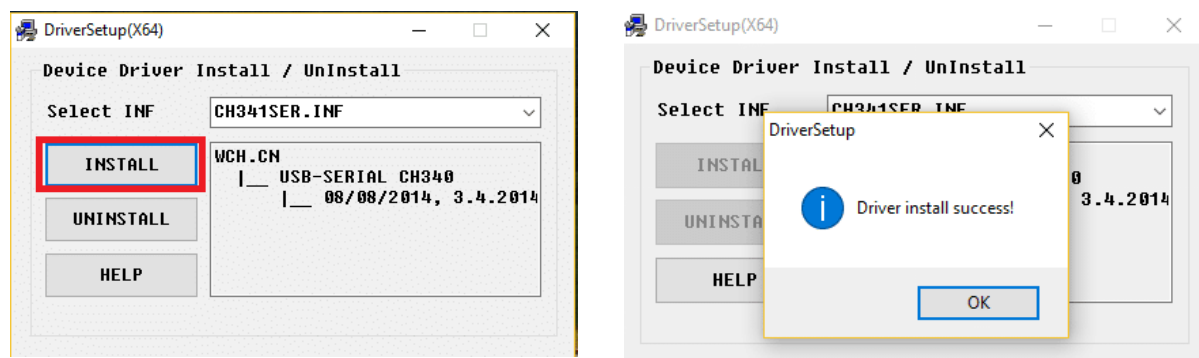 DriverSetup(X64)
Device Driver Install / UnInstall
Select INF
CH341SER.INF
INSTALL
WCH.CN
|__ USB-SERIAL CH340
|__ 08/08/2014, 3.4.2014
UNINSTALL
HELP
DriverSetup(X64)
Device Driver Install / UnInstall
Select INF
CH341SER.INF
DriverSetup
INSTAL
0
3.4.2014
Driver install success!
UNINSTA
HELP
OK